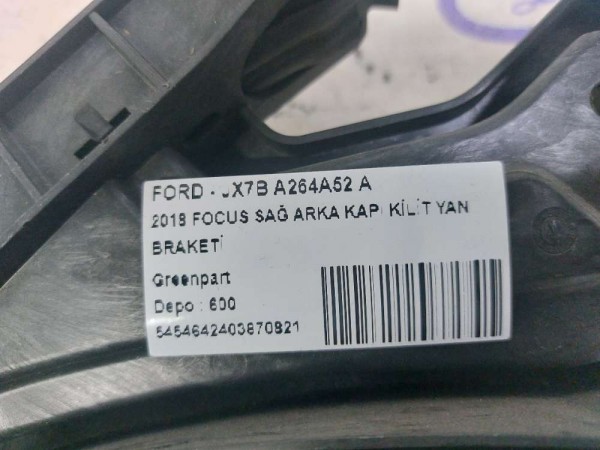 FORD - JX7B A264A52 A
2018 FOCUS SAĞ ARKA KAPI KİLİT YAN
BRAKETİ
Greenpart
Depo : 600
5454642403870821